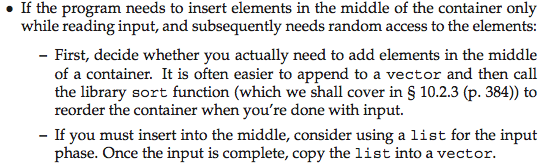 • If the program needs to insert elements in the middle of the container only
while reading input, and subsequently needs random access to the elements:
– First, decide whether you actually need to add elements in the middle
of a container. It is often easier to append to a vector and then call
the library sort function (which we shall cover in § 10.2.3 (p. 384)) to
reorder the container when you’re done with input.
– If you must insert into the middle, consider using a list for the input
phase. Once the input is complete, copy the list into a vector.